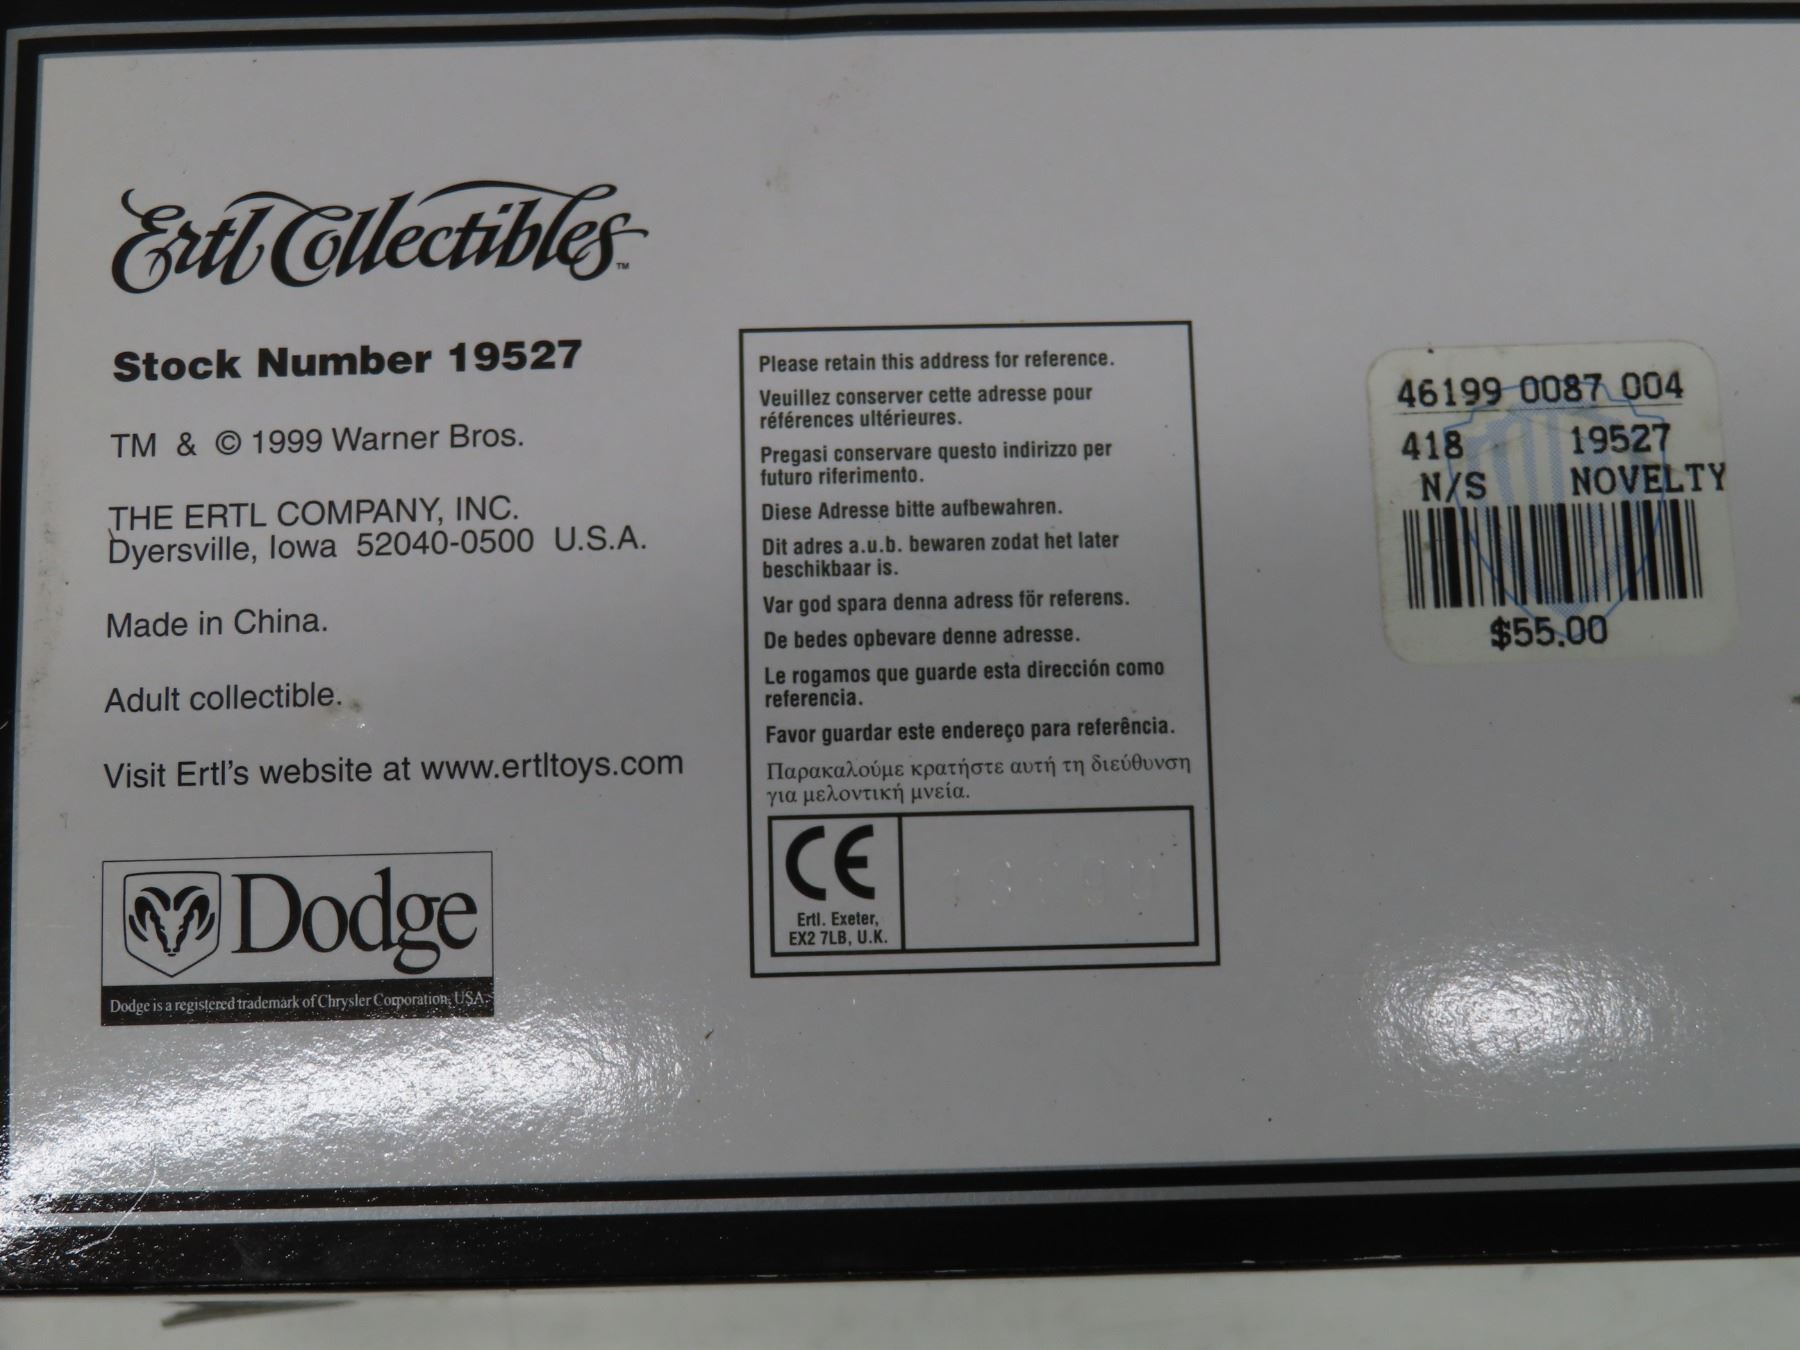 Ertl Collectibles™
Stock Number 19527
TM & © 1999 Warner Bros.
THE ERTL COMPANY, INC.
Dyersville, Iowa 52040-0500 U.S.A.
Made in China.
Adult collectible.
Visit Ertl's website at www.ertltoys.com
Dodge
Dodge is a registered trademark of Chrysler Corporation, USA.
Please retain this address for reference.
Veuillez conserver cette adresse pour
références ultérieures.
Pregasi conservare questo indirizzo per
futuro riferimento.
Diese Adresse bitte aufbewahren.
Dit adres a.u.b. bewaren zodat het later
beschikbaar is.
Var god spara denna adress för referens.
De bedes opbevare denne adresse.
Le rogamos que guarde esta dirección como
referencia.
Favor guardar este endereço para referência.
Παρακαλούμε κρατήστε αυτή τη διεύθυνση
για μελοντική μνεία.
CE
Ertl. Exeter,
EX2 7LB, U.K.
46199 0087 004
418 19527
N/S NOVELTY
$55.00